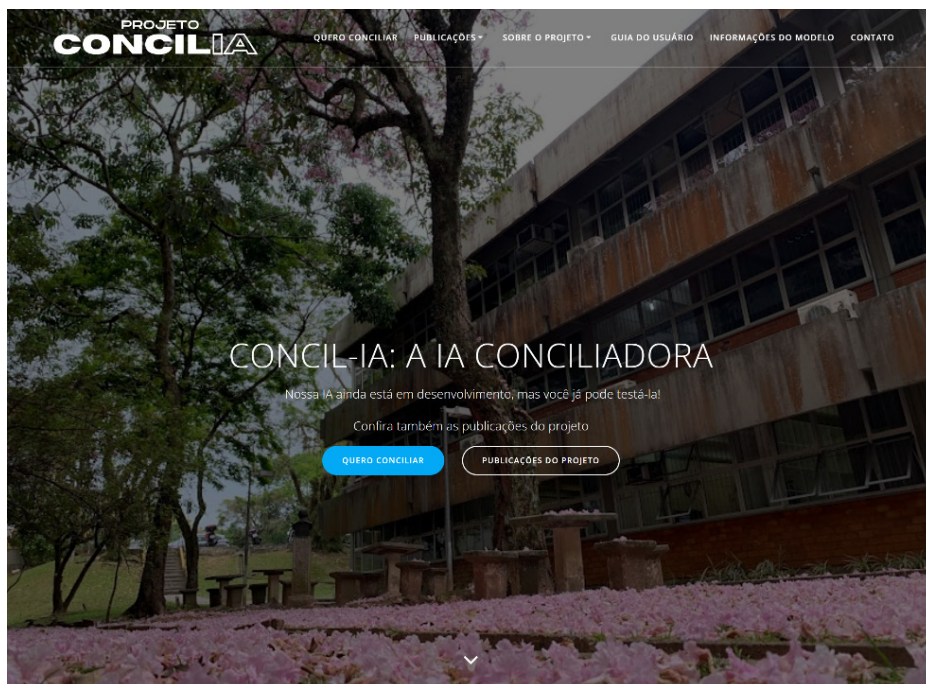 PROJETO
CONCILIA
QUERO CONCILIAR PUBLICAÇÕES SOBRE O PROJETO GUIA DO USUÁRIO INFORMAÇÕES DO MODELO CONTATO
CONCIL-IA: A IA CONCILIADORA
Nossa IA ainda está em desenvolvimento, mas você já pode testá-la!
Confira também as publicações do projeto
QUERO CONCILIAR PUBLICAÇÕES DO PROJETO